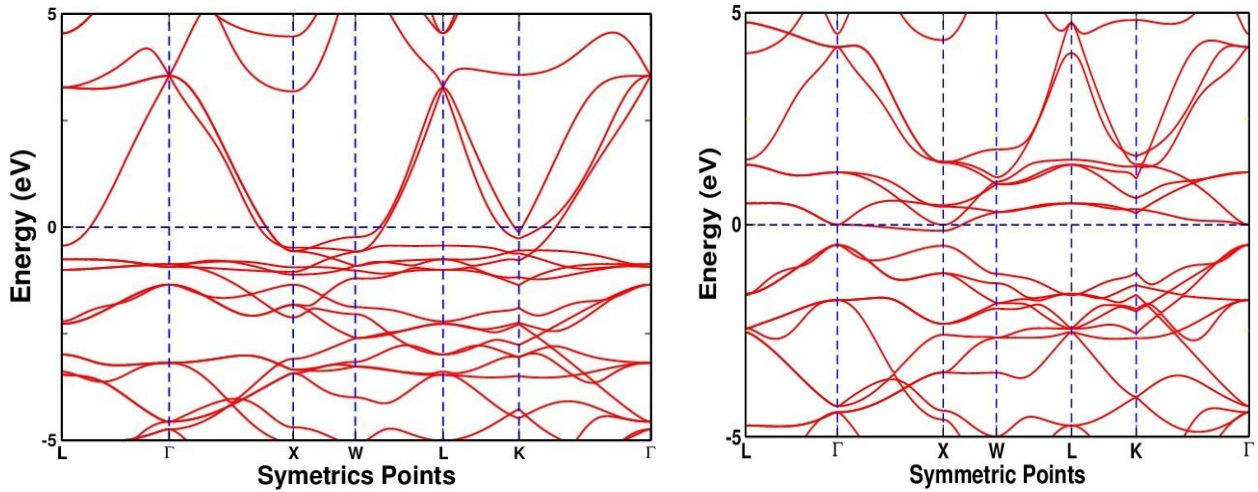 5
0
-5
Energy (eV)
L Γ X W L K Γ
Symetrics Points
5
0
-5
Energy (eV)
L Γ X W L K Γ
Symmetric Points